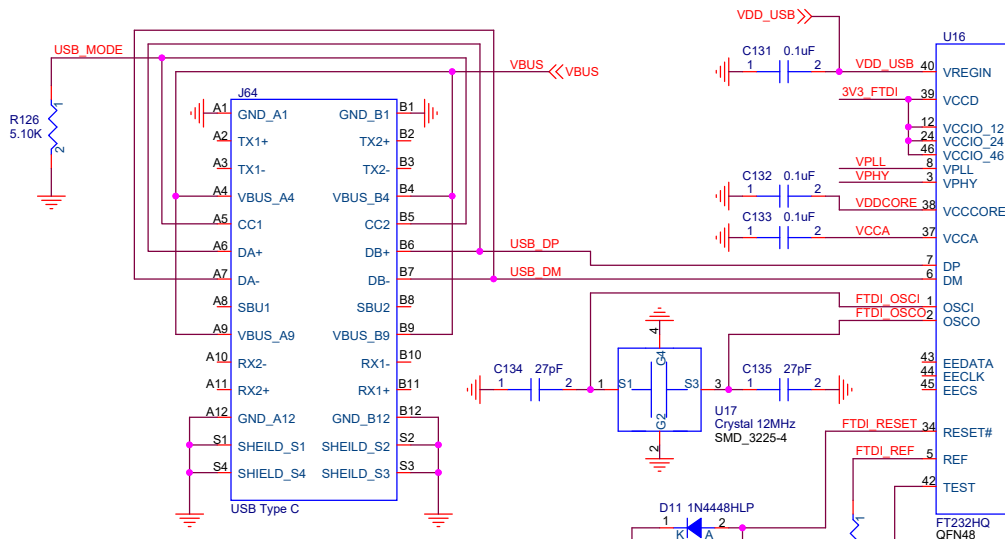 VDD_USB
U16
C131 0.1uF
1 2
VDD_USB 40 VREGIN
USB_MODE
VBUS
VBUS
3V3_FTDI 39 VCCD
R126
5.10K
1
2
J64
A1 GND_A1 GND_B1 B1
A2 TX1+ TX2+ B2
A3 TX1- TX2- B3
A4 VBUS_A4 VBUS_B4 B4
A5 CC1 CC2 B5
A6 DA+ DB+ B6
A7 DA- DB- B7
A8 SBU1 SBU2 B8
A9 VBUS_A9 VBUS_B9 B9
A10 RX2- RX1- B10
A11 RX2+ RX1+ B11
A12 GND_A12 GND_B12 B12
S1 SHEILD_S1 SHEILD_S2 S2
S4 SHIELD_S4 SHIELD_S3 S3
USB Type C
12 VCCIO_12
24 VCCIO_24
46 VCCIO_46
VPLL 8 VPLL
VPHY 3 VPHY
C132 0.1uF
1 2
VDDCORE 38 VCCCORE
C133 0.1uF
1 2
VCCA 37 VCCA
USB_DP 7 DP
USB_DM 6 DM
FTDI_OSCI 1 OSCI
FTDI_OSCO 2 OSCO
C134 27pF
1 2
4
G4
1 S1 S3 3
G2
2
C135 27pF
1 2
U17
Crystal 12MHz
SMD_3225-4
43 EEDATA
44 EECLK
45 EECS
FTDI_RESET 34 RESET#
FTDI_REF 5 REF
42 TEST
1
D11 1N4448HLP
1 2
K A
FT232HQ
QFN48